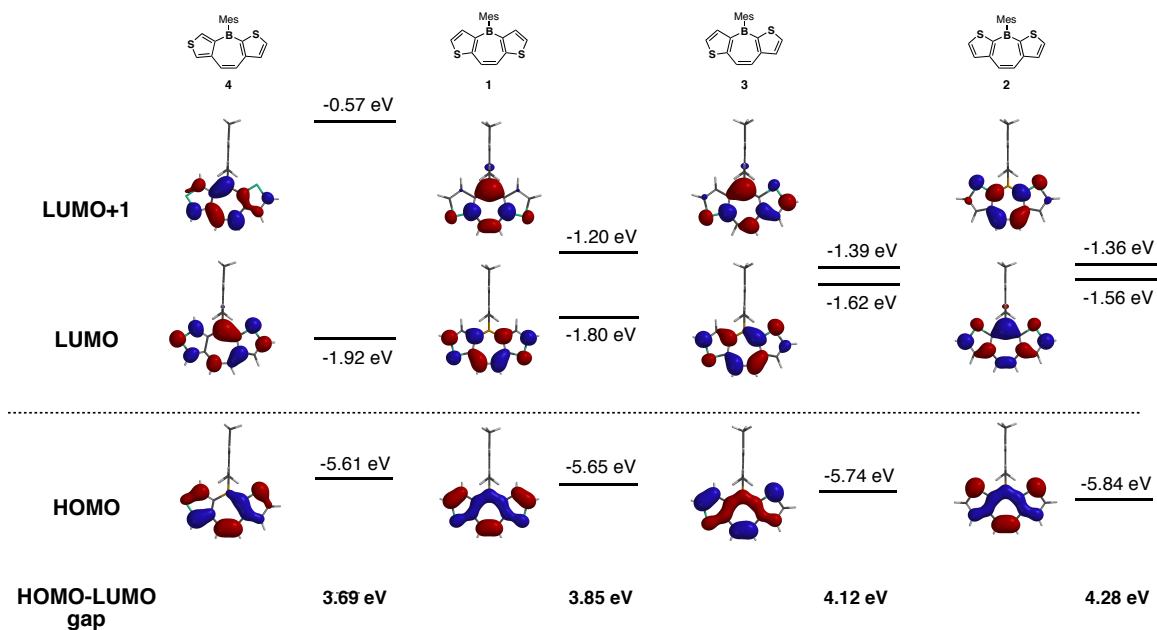 Mes
Mes
Mes
Mes
S
B
S
B
S
S
B
S
S
S
B
S
4
1
3
2
-0.57 eV
LUMO+1
-1.20 eV
-1.39 eV
-1.36 eV
LUMO
-1.92 eV
-1.80 eV
-1.62 eV
-1.56 eV
HOMO
-5.61 eV
-5.65 eV
-5.74 eV
-5.84 eV
HOMO-LUMO
gap
3.69 eV
3.85 eV
4.12 eV
4.28 eV